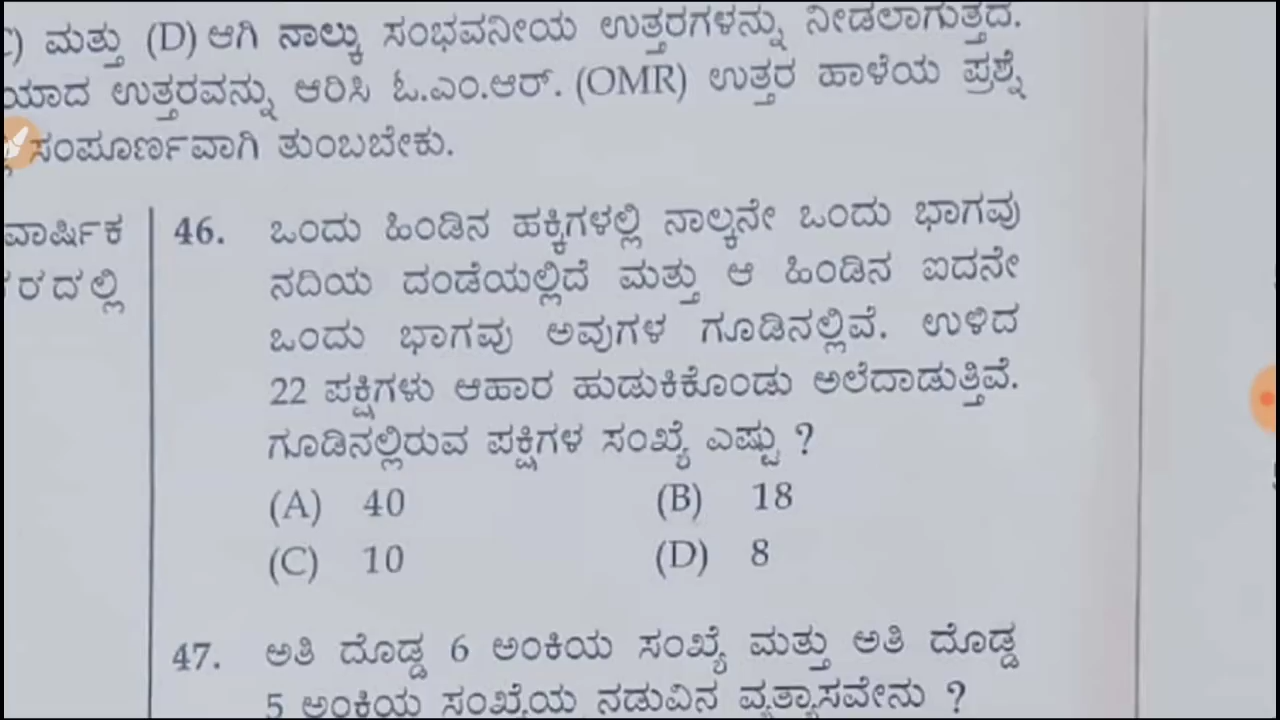 ಮತ್ತು (D) ಆಗಿ ನಾಲ್ಕು ಸಂಭವನೀಯ ಉತ್ತರಗಳನ್ನು ನೀಡಲಾಗುತ್ತದೆ.
ಯಾದ ಉತ್ತರವನ್ನು ಆರಿಸಿ ಓ.ಎಂ.ಆರ್. (OMR) ಉತ್ತರ ಹಾಳೆಯ ಪ್ರಶ್ನೆ
ಸಂಪೂರ್ಣವಾಗಿ ತುಂಬಬೇಕು.
ವಾರ್ಷಿಕ
ರದಲ್ಲಿ
46. ಒಂದು ಹಿಂಡಿನ ಹಕ್ಕಿಗಳಲ್ಲಿ ನಾಲ್ಕನೇ ಒಂದು ಭಾಗವು
ನದಿಯ ದಂಡೆಯಲ್ಲಿದೆ ಮತ್ತು ಆ ಹಿಂಡಿನ ಐದನೇ
ಒಂದು ಭಾಗವು ಅವುಗಳ ಗೂಡಿನಲ್ಲಿವೆ. ಉಳಿದ
22 ಪಕ್ಷಿಗಳು ಆಹಾರ ಹುಡುಕಿಕೊಂಡು ಅಲೆದಾಡುತ್ತಿವೆ.
ಗೂಡಿನಲ್ಲಿರುವ ಪಕ್ಷಿಗಳ ಸಂಖ್ಯೆ ಎಷ್ಟು ?
(A) 40 (B) 18
(C) 10 (D) 8
47. ಅತಿ ದೊಡ್ಡ 6 ಅಂಕಿಯ ಸಂಖ್ಯೆ ಮತ್ತು ಅತಿ ದೊಡ್ಡ
5 ಅಂಕಿಯ ಸಂಖ್ಯೆಯ ನಡುವಿನ ವ್ಯತ್ಯಾಸವೇನು ?